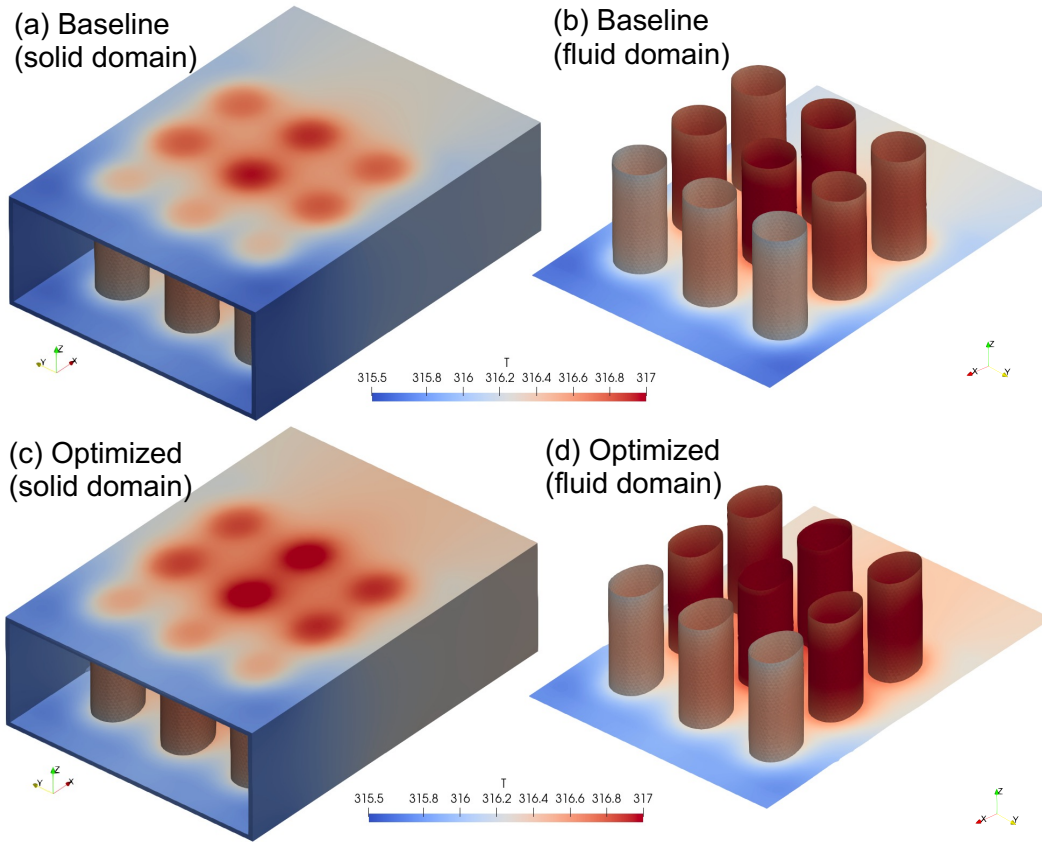 (a) Baseline
(solid domain)
(b) Baseline
(fluid domain)
Z
Y
X
T
315.5 315.8 316 316.2 316.4 316.6 316.8 317
Z
X
Y
(c) Optimized
(solid domain)
(d) Optimized
(fluid domain)
Z
Y
X
T
315.5 315.8 316 316.2 316.4 316.6 316.8 317
Z
X
Y